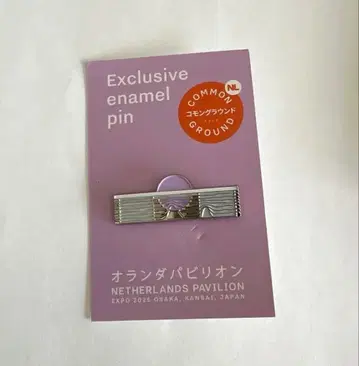 Exclusive
enamel
pin
NL
COMMON
コモングラウンド
GROUND
オランダパビリオン
NETHERLANDS PAVILION
EXPO 2025 OSAKA, KANSAI, JAPAN